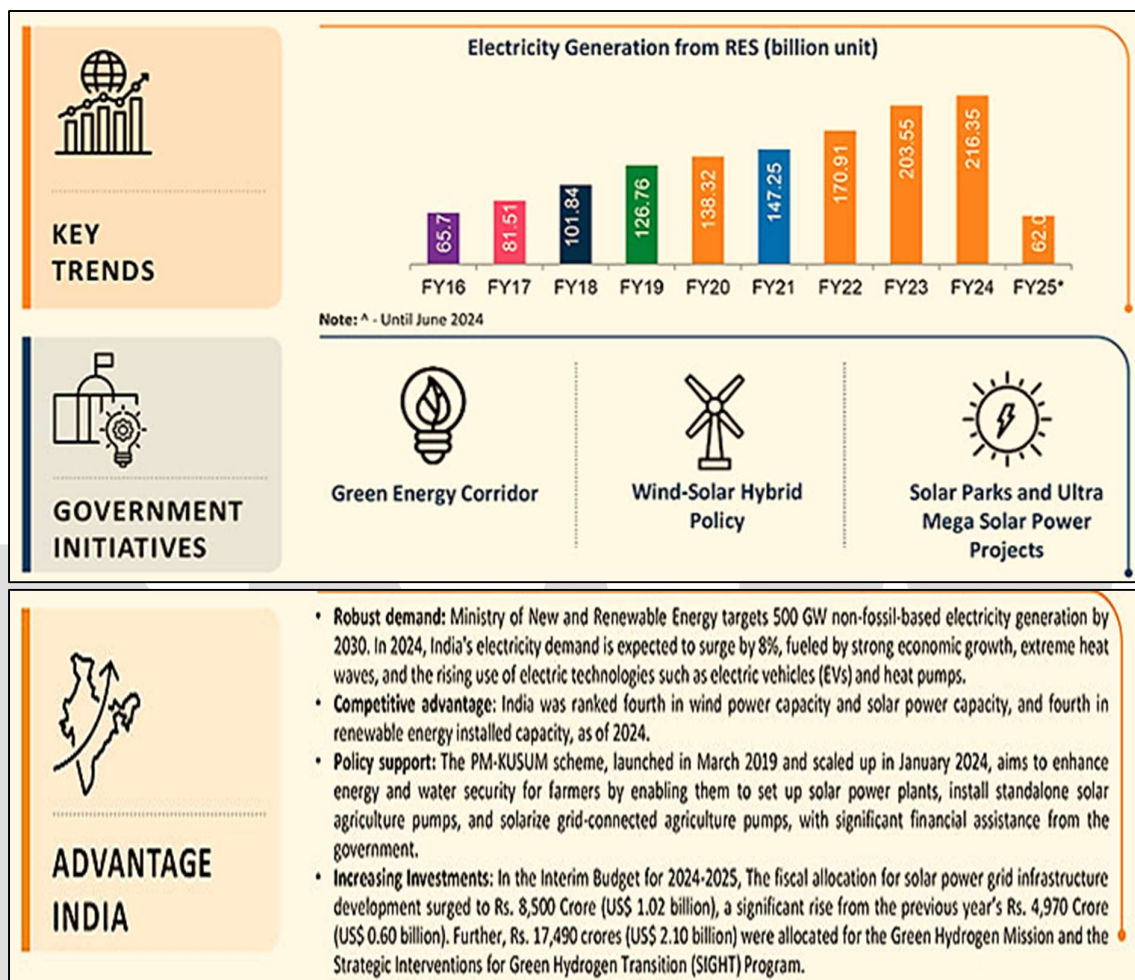 Electricity Generation from RES (billion unit)
65.7
81.51
101.84
126.76
138.32
147.25
170.91
203.55
216.35
62.0
FY16 FY17 FY18 FY19 FY20 FY21 FY22 FY23 FY24 FY25*
Note: ^ - Until June 2024
KEY
TRENDS
GOVERNMENT
INITIATIVES
Green Energy Corridor
Wind-Solar Hybrid
Policy
Solar Parks and Ultra
Mega Solar Power
Projects
ADVANTAGE
INDIA
• Robust demand: Ministry of New and Renewable Energy targets 500 GW non-fossil-based electricity generation by
2030. In 2024, India's electricity demand is expected to surge by 8%, fueled by strong economic growth, extreme heat
waves, and the rising use of electric technologies such as electric vehicles (EVs) and heat pumps.
• Competitive advantage: India was ranked fourth in wind power capacity and solar power capacity, and fourth in
renewable energy installed capacity, as of 2024.
• Policy support: The PM-KUSUM scheme, launched in March 2019 and scaled up in January 2024, aims to enhance
energy and water security for farmers by enabling them to set up solar power plants, install standalone solar
agriculture pumps, and solarize grid-connected agriculture pumps, with significant financial assistance from the
government.
• Increasing Investments: In the Interim Budget for 2024-2025, The fiscal allocation for solar power grid infrastructure
development surged to Rs. 8,500 Crore (US$ 1.02 billion), a significant rise from the previous year's Rs. 4,970 Crore
(US$ 0.60 billion). Further, Rs. 17,490 crores (US$ 2.10 billion) were allocated for the Green Hydrogen Mission and the
Strategic Interventions for Green Hydrogen Transition (SIGHT) Program.